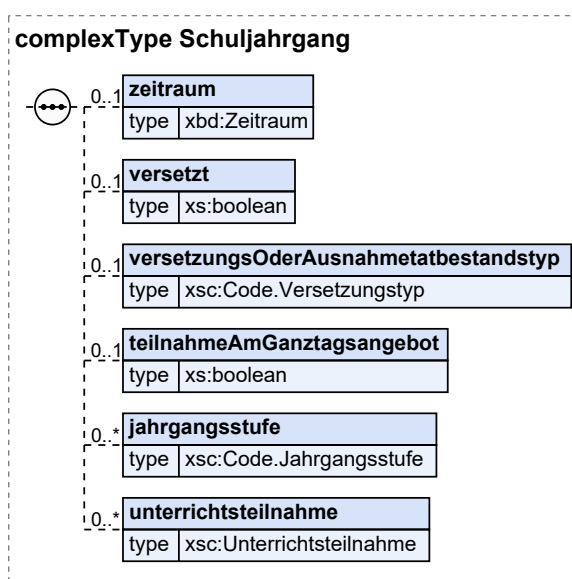 complexType Schuljahrgang
0..1 zeitraum
type xbd:Zeitraum
0..1 versetzt
type xs:boolean
0..1 versetzungsOderAusnahmetatbestandstyp
type xsc:Code.Versetzungstyp
0..1 teilnahmeAmGanztagsangebot
type xs:boolean
0..* jahrgangsstufe
type xsc:Code.Jahrgangsstufe
0..* unterrichtsteilnahme
type xsc:Unterrichtsteilnahme